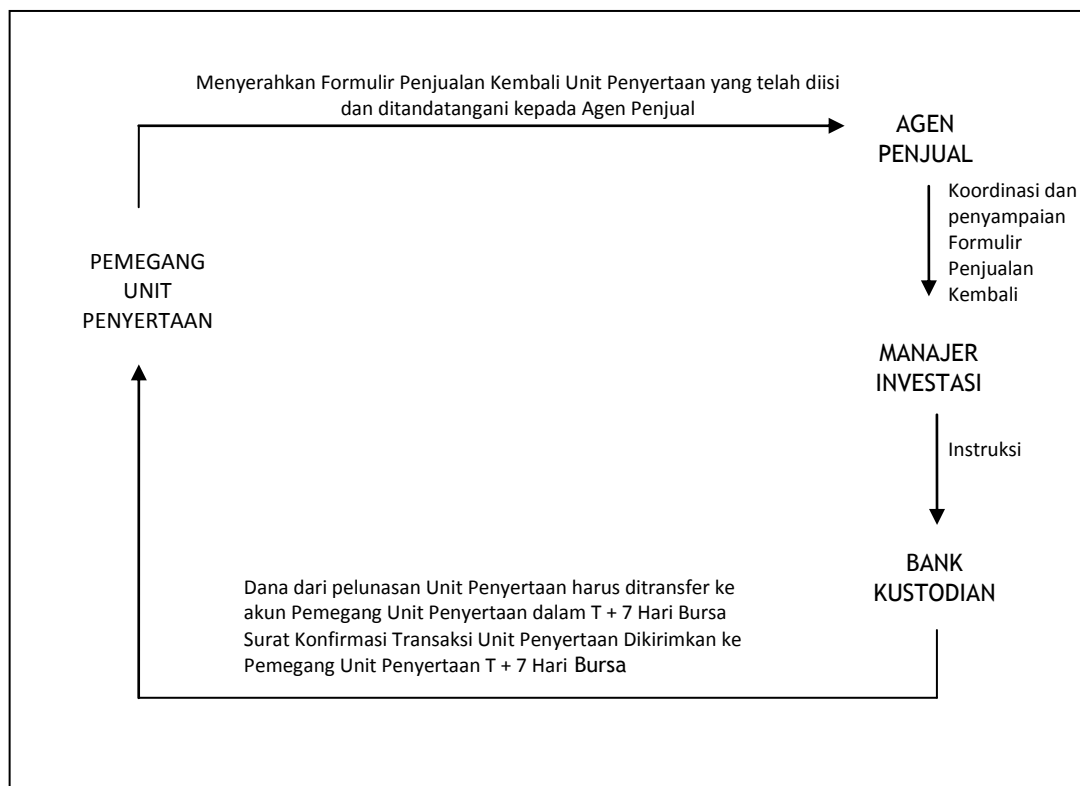 Menyerahkan Formulir Penjualan Kembali Unit Penyertaan yang telah diisi
dan ditandatangani kepada Agen Penjual
AGEN
PENJUAL
Koordinasi dan
penyampaian
Formulir
Penjualan
Kembali
PEMEGANG
UNIT
PENYERTAAN
MANAJER
INVESTASI
Instruksi
BANK
KUSTODIAN
Dana dari pelunasan Unit Penyertaan harus ditransfer ke
akun Pemegang Unit Penyertaan dalam T + 7 Hari Bursa
Surat Konfirmasi Transaksi Unit Penyertaan Dikirimkan ke
Pemegang Unit Penyertaan T + 7 Hari Bursa